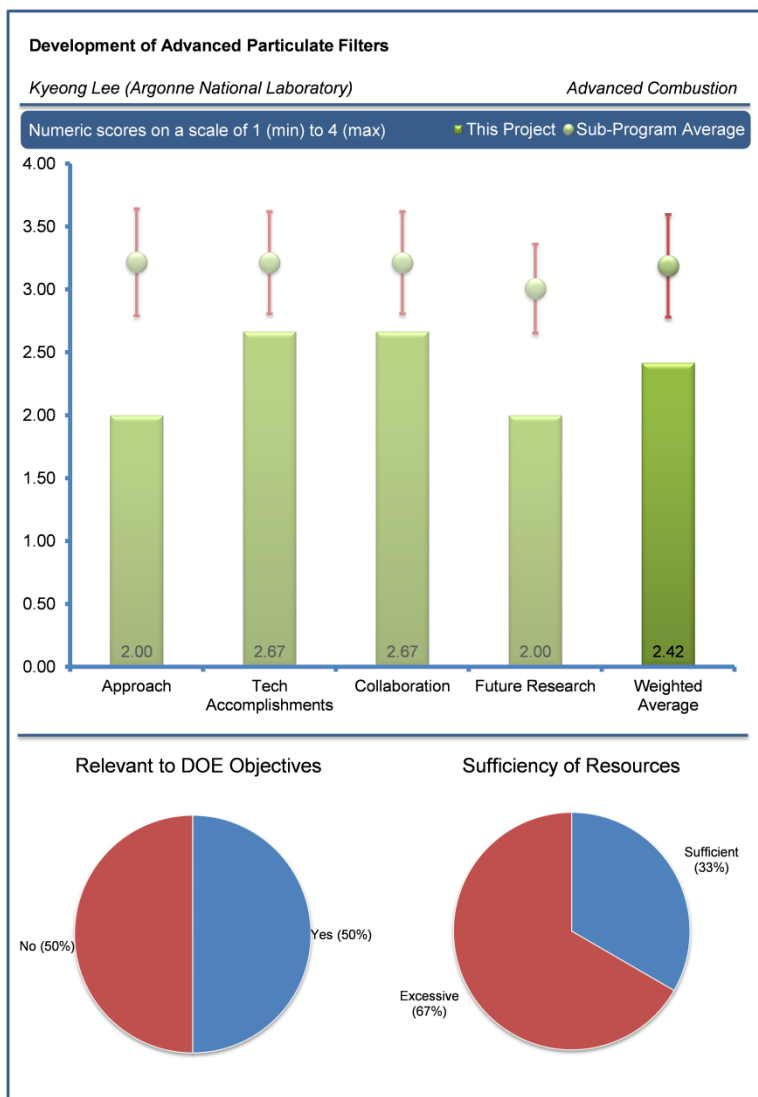 Development of Advanced Particulate Filters
Kyeong Lee (Argonne National Laboratory) Advanced Combustion
Numeric scores on a scale of 1 (min) to 4 (max) This Project Sub-Program Average
4.00
3.50
3.00
2.50
2.00
1.50
1.00
0.50
0.00
2.00 2.67 2.67 2.00 2.42
Approach Tech Collaboration Future Research Weighted
Accomplishments Average
Relevant to DOE Objectives Sufficiency of Resources
No (50%) Yes (50%)
Sufficient
(33%)
Excessive
(67%)